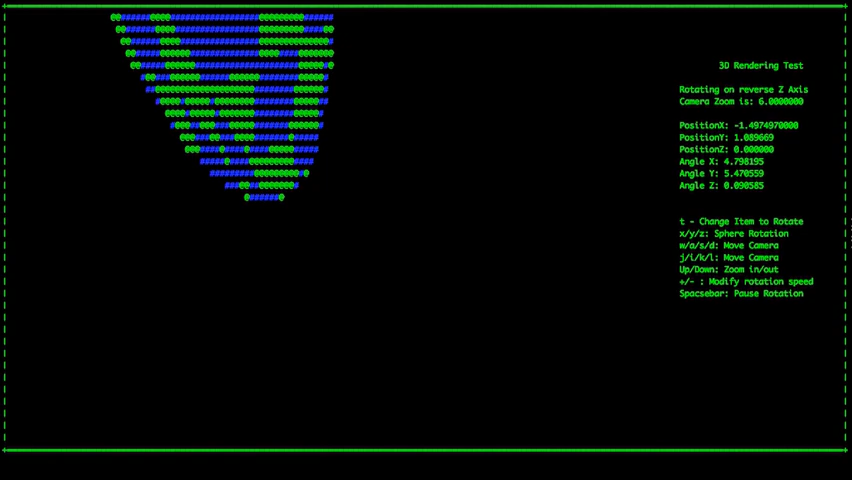 3D Rendering Test
Rotating on reverse Z Axis
Camera Zoom is: 6.0000000
PositionX: -1.4974970000
PositionY: 1.089669
PositionZ: 0.000000
Angle X: 4.798195
Angle Y: 5.470559
Angle Z: 0.090585
t - Change Item to Rotate
x/y/z: Sphere Rotation
w/a/s/d: Move Camera
j/i/k/l: Move Camera
Up/Down: Zoom in/out
+/- : Modify rotation speed
Spacsebar: Pause Rotation